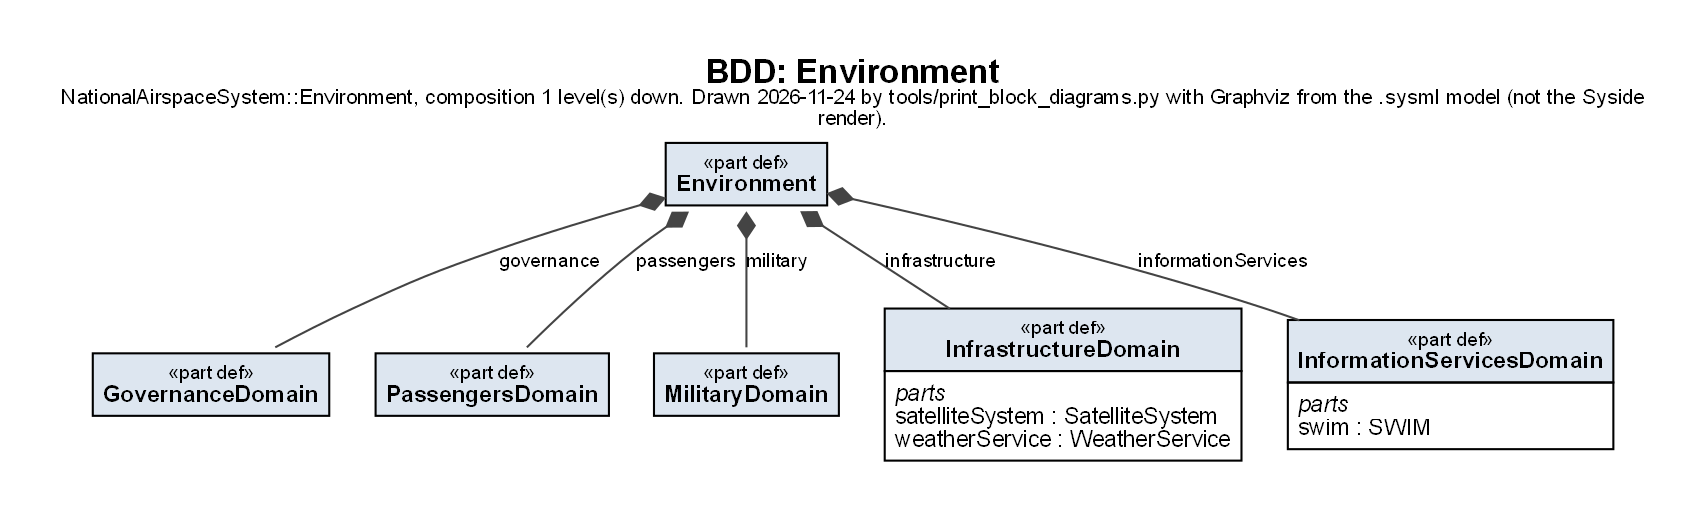 BDD: Environment
NationalAirspaceSystem::Environment, composition 1 level(s) down. Drawn 2026-11-24 by tools/print_block_diagrams.py with Graphviz from the .sysml model (not the Syside
render).
«part def»
Environment
governance
passengers
military
infrastructure
informationServices
«part def»
GovernanceDomain
«part def»
PassengersDomain
«part def»
MilitaryDomain
«part def»
InfrastructureDomain
parts
satelliteSystem : SatelliteSystem
weatherService : WeatherService
«part def»
InformationServicesDomain
parts
swim : SWIM